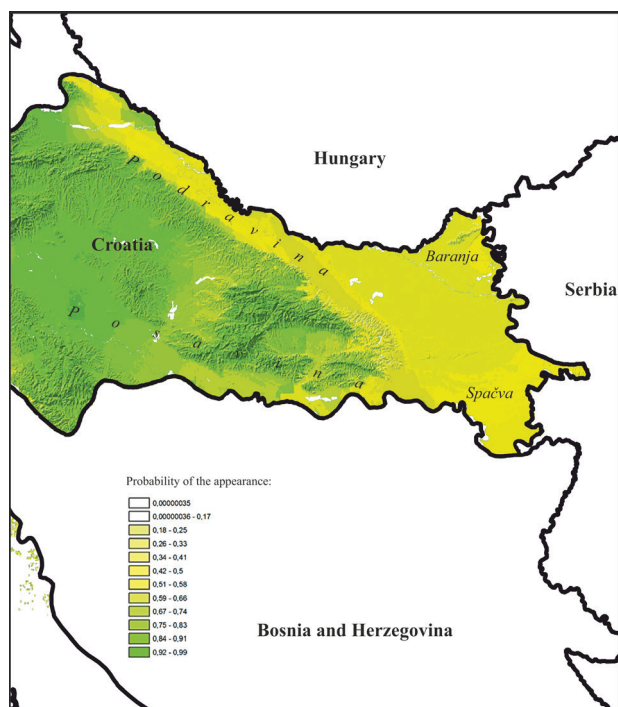 Hungary
Podravina
Baranja
Croatia
Serbia
Posavina
Spačva
Probability of the appearance:
0,00000035
0,00000036 - 0,17
0,18 - 0,25
0,26 - 0,33
0,34 - 0,41
0,42 - 0,5
0,51 - 0,58
0,59 - 0,66
0,67 - 0,74
0,75 - 0,83
0,84 - 0,91
0,92 - 0,99
Bosnia and Herzegovina